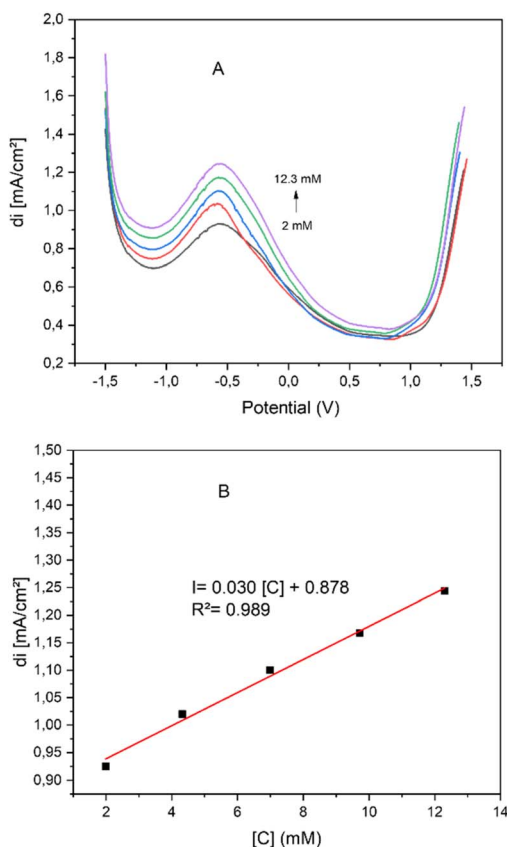 2,0
1,8
1,6
1,4
1,2
1,0
0,8
0,6
0,4
0,2
di [mA/cm²]
A
12.3 mM
2 mM
-1,5 -1,0 -0,5 0,0 0,5 1,0 1,5
Potential (V)
1,50
1,45
1,40
1,35
1,30
1,25
1,20
1,15
1,10
1,05
1,00
0,95
0,90
di [mA/cm²]
B
I= 0.030 [C] + 0.878
R²= 0.989
2 4 6 8 10 12 14
[C] (mM)